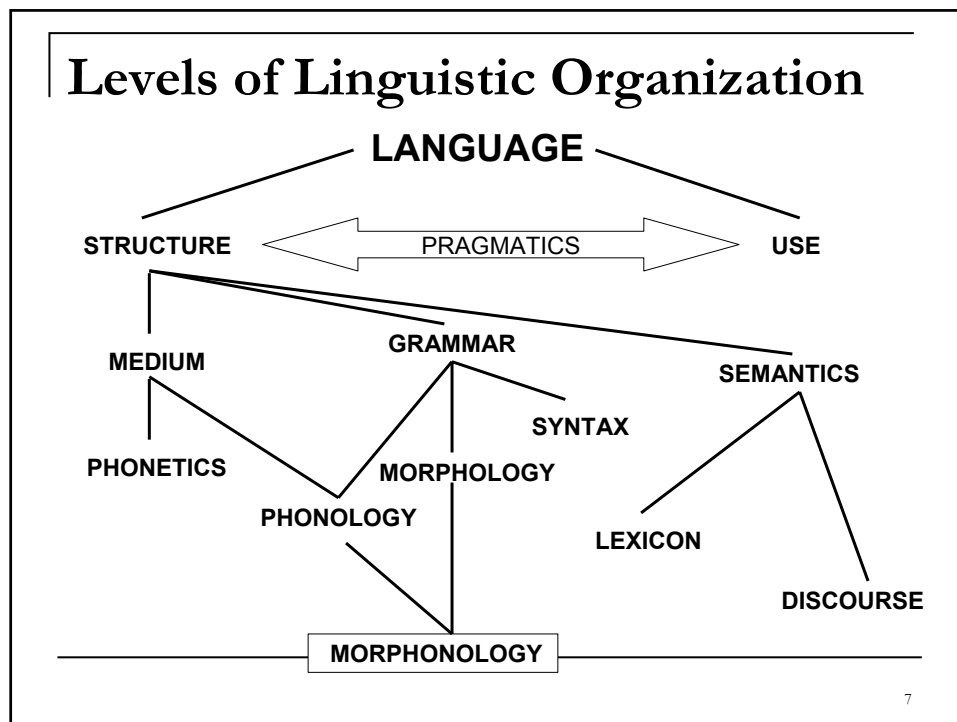 Levels of Linguistic Organization
LANGUAGE
STRUCTURE
PRAGMATICS
USE
MEDIUM
GRAMMAR
SEMANTICS
SYNTAX
PHONETICS
MORPHOLOGY
PHONOLOGY
LEXICON
DISCOURSE
MORPHONOLOGY
7